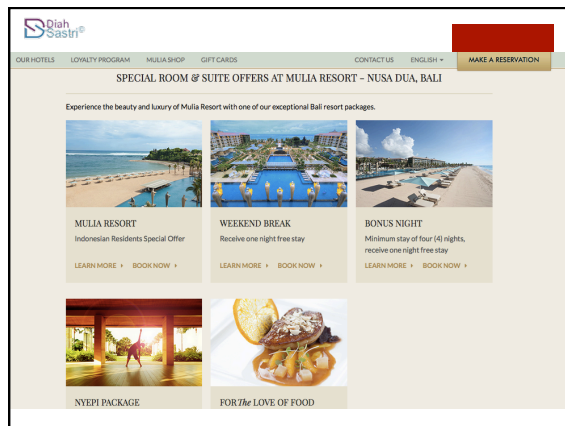 Diah
Sastri®
OUR HOTELS LOYALTY PROGRAM MULIA SHOP GIFT CARDS CONTACT US ENGLISH MAKE A RESERVATION
SPECIAL ROOM & SUITE OFFERS AT MULIA RESORT – NUSA DUA, BALI
Experience the beauty and luxury of Mulia Resort with one of our exceptional Bali resort packages.
MULIA RESORT
Indonesian Residents Special Offer
LEARN MORE BOOK NOW
WEEKEND BREAK
Receive one night free stay
LEARN MORE BOOK NOW
BONUS NIGHT
Minimum stay of four (4) nights,
receive one night free stay
LEARN MORE BOOK NOW
NYEPI PACKAGE
FOR The LOVE OF FOOD